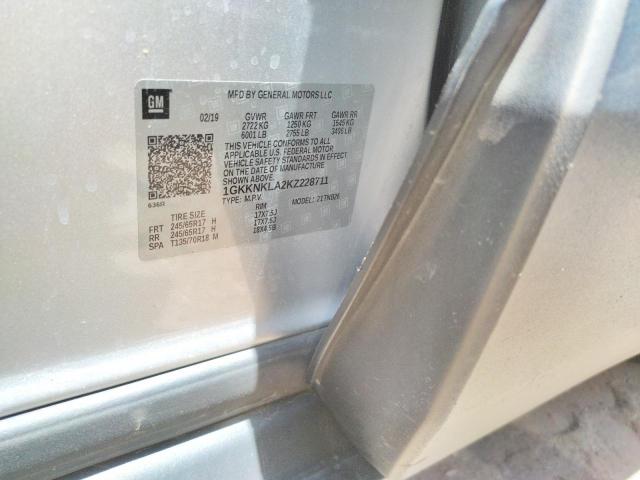 GM
MFD BY GENERAL MOTORS LLC
02/19 GVWR GAWR FRT GAWR RR
2722 KG 1250 KG 1545 KG
6001 LB 2755 LB 3406 LB
THIS VEHICLE CONFORMS TO ALL
APPLICABLE U.S. FEDERAL MOTOR
VEHICLE SAFETY STANDARDS IN EFFECT
ON THE DATE OF MANUFACTURE
SHOWN ABOVE.
1GKKNKLA2KZ228711
TYPE: M.P.V. MODEL:
636R
TIRE SIZE RIM
FRT 245/65R17 H 17X7.5J
RR 245/65R17 H 17X7.5J
SPA T135/70R18 M 18X4.5B